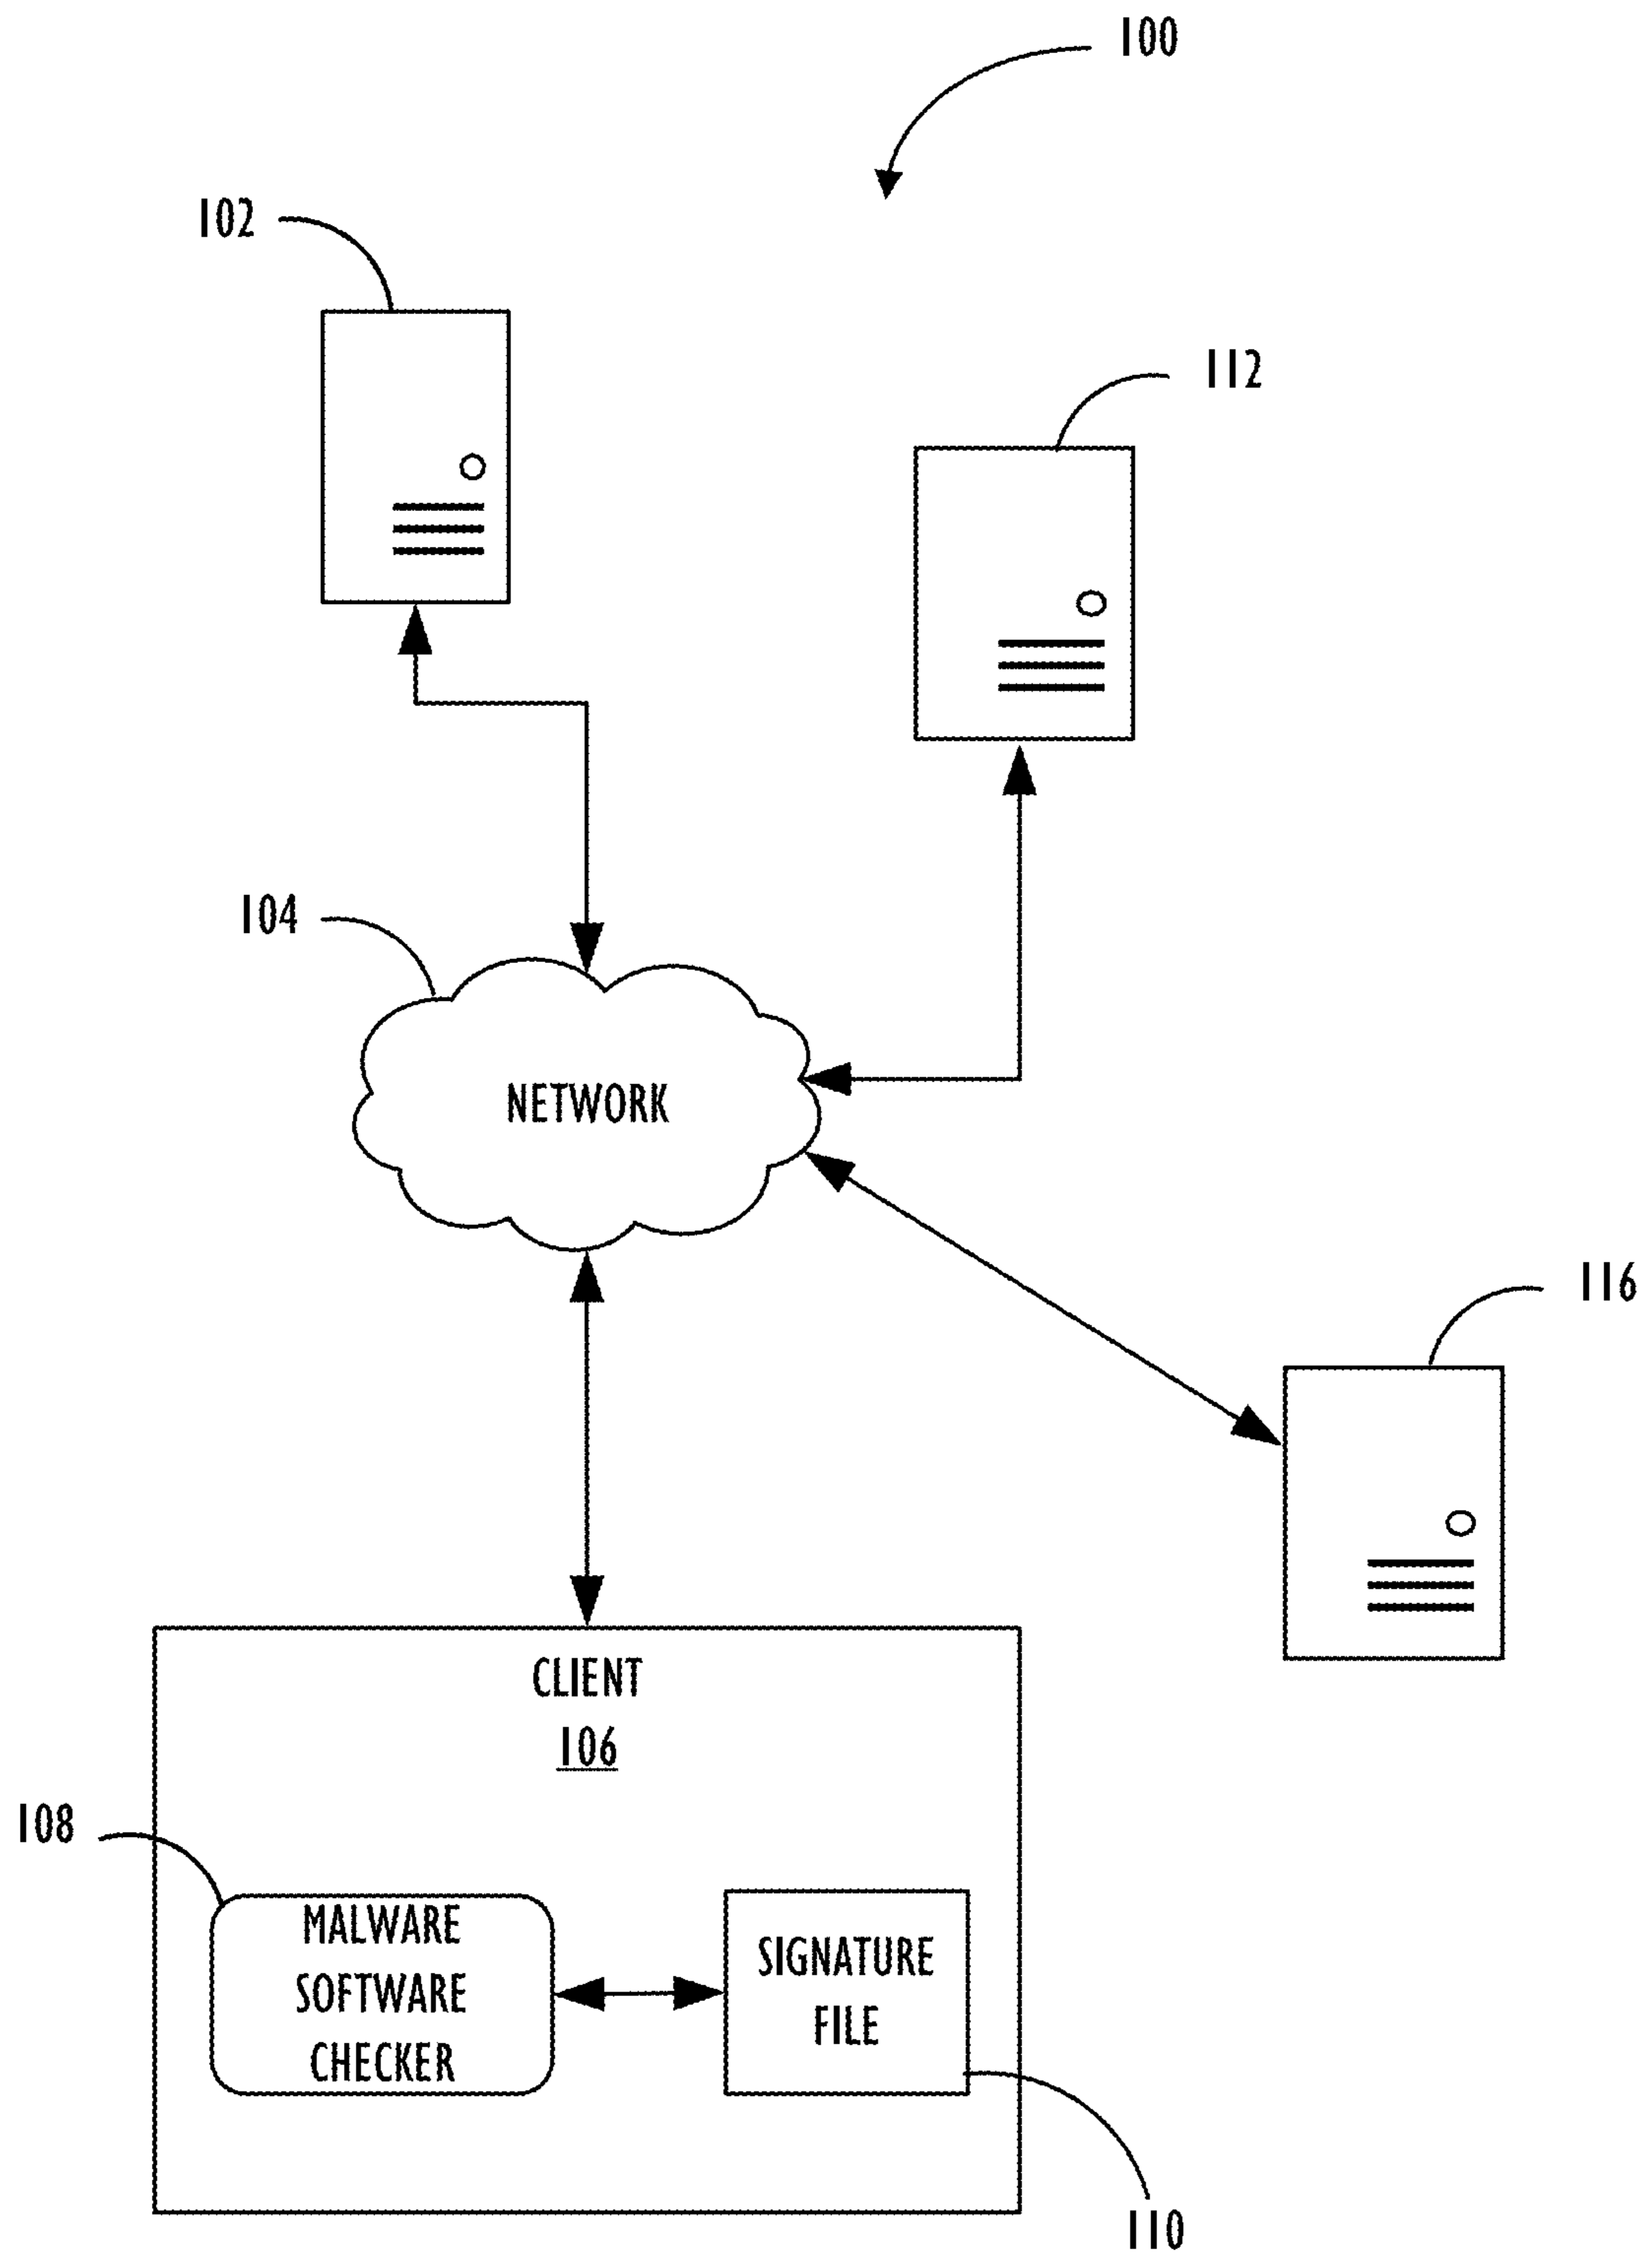 100
102
112
104
NETWORK
116
CLIENT
106
108
MALWARE
SOFTWARE
CHECKER
SIGNATURE
FILE
110